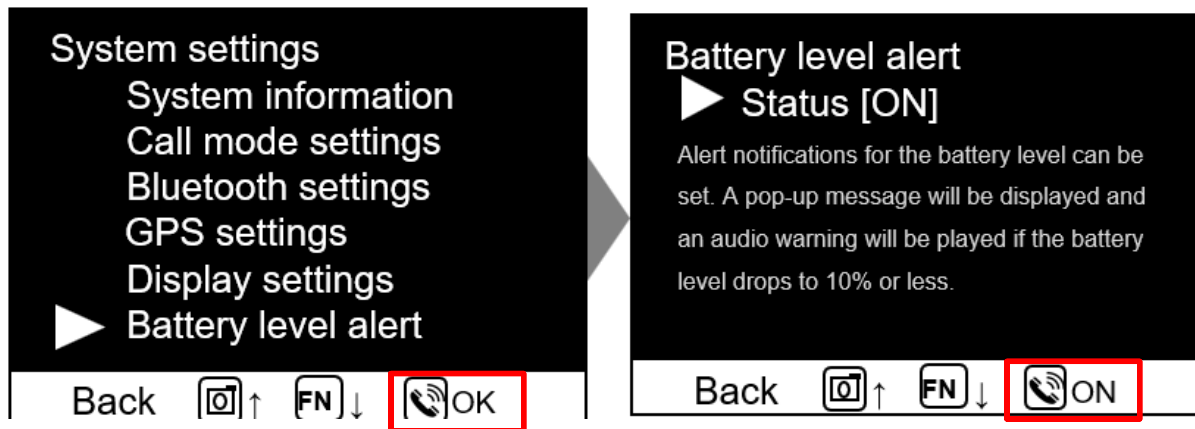 System settings
System information
Call mode settings
Bluetooth settings
GPS settings
Display settings
Battery level alert
Back ↑ FN ↓ OK
Battery level alert
Status [ON]
Alert notifications for the battery level can be
set. A pop-up message will be displayed and
an audio warning will be played if the battery
level drops to 10% or less.
Back ↑ FN ↓ ON